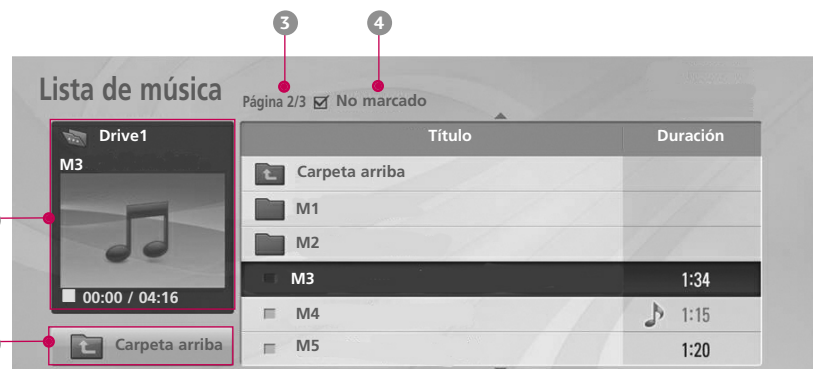 3 4
Lista de música
Página 2/3 No marcado
Drive1
M3
00:00 / 04:16
Carpeta arriba
Título Duración
Carpeta arriba
M1
M2
M3 1:34
M4 1:15
M5 1:20